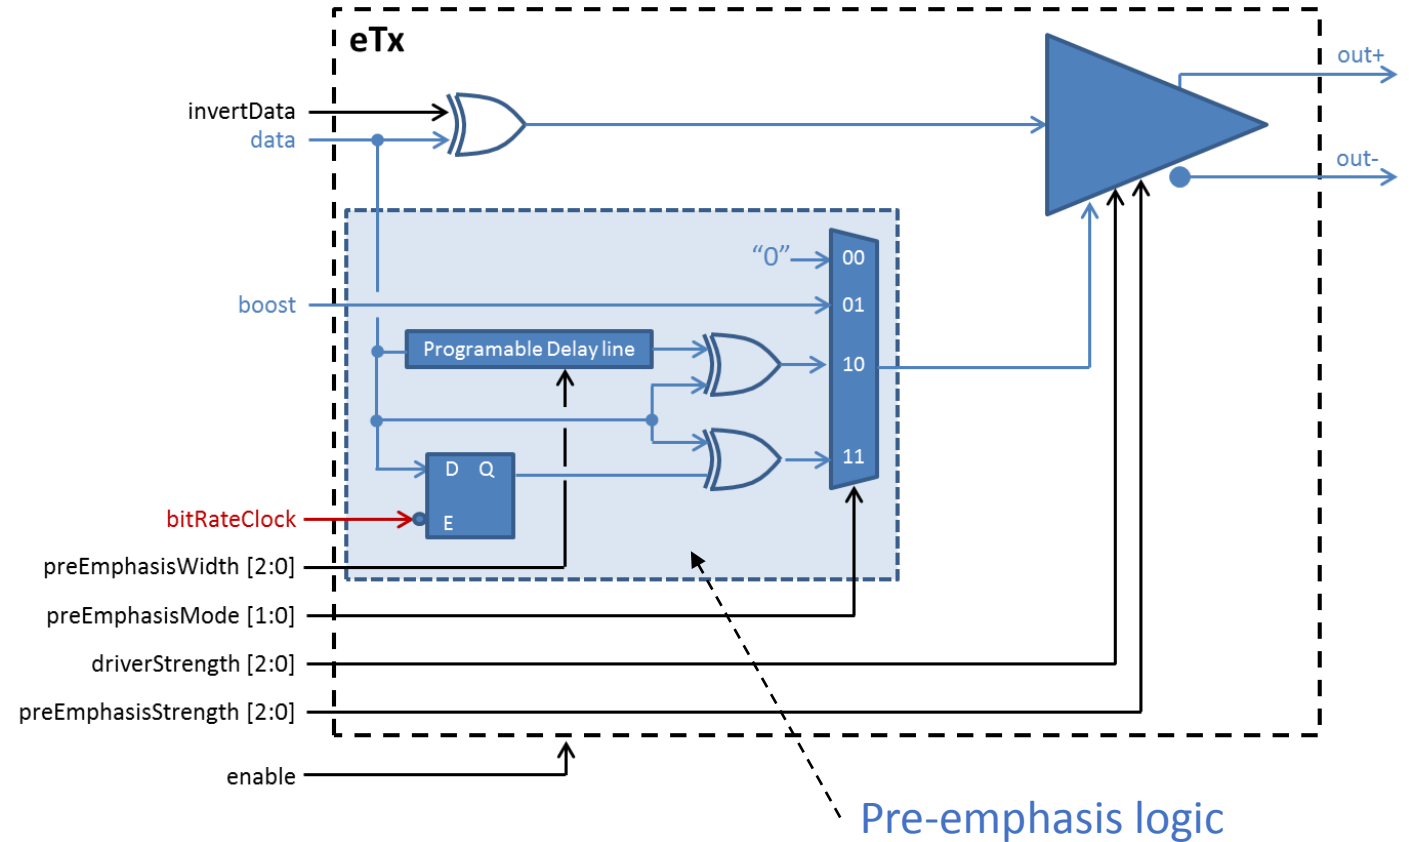 eTx
out+
invertData
data
out-
“0”
00
boost
01
Programable Delay line
10
11
D Q
bitRateClock
E
preEmphasisWidth [2:0]
preEmphasisMode [1:0]
driverStrength [2:0]
preEmphasisStrength [2:0]
enable
Pre-emphasis logic